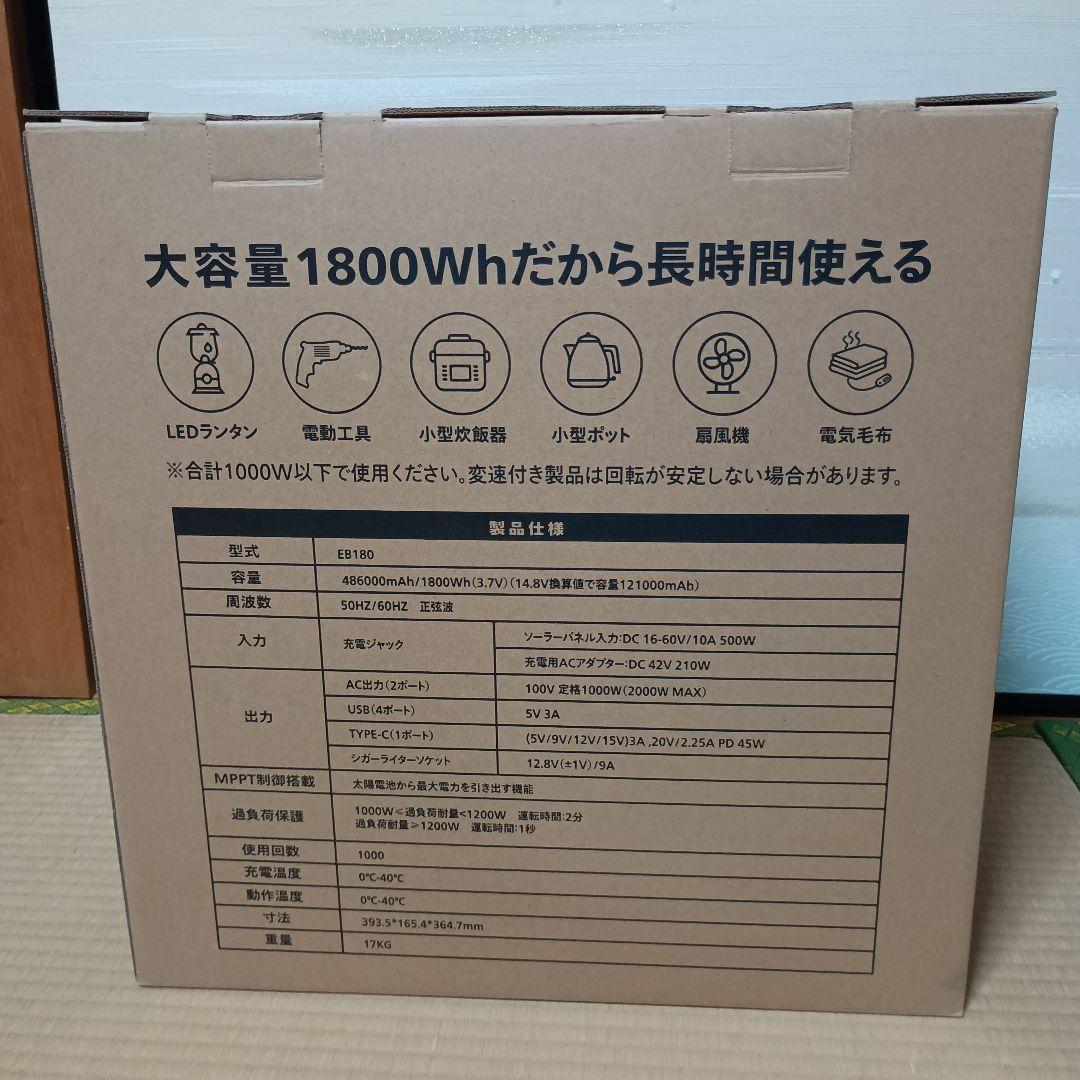 大容量1800Whだから長時間使える
LEDランタン 電動工具 小型炊飯器 小型ポット 扇風機 電気毛布
※合計1000W以下で使用ください。変速付き製品は回転が安定しない場合があります。
製品仕様
型式 EB180
容量 486000mAh/1800Wh(3.7V)(14.8V換算値で容量121000mAh)
周波数 50HZ/60HZ 正弦波
入力 充電ジャック ソーラーパネル入力:DC 16-60V/10A 500W
充電用ACアダプター:DC 42V 210W
出力 AC出力(2ポート) 100V 定格1000W(2000W MAX)
USB(4ポート) 5V 3A
TYPE-C(1ポート) (5V/9V/12V/15V)3A ,20V/2.25A PD 45W
シガーライターソケット 12.8V(±1V)/9A
MPPT制御搭載 太陽電池から最大電力を引き出す機能
過負荷保護 1000W≤過負荷耐量<1200W 運転時間:2分
過負荷耐量≥1200W 運転時間:1秒
使用回数 1000
充電温度 0℃-40℃
動作温度 0℃-40℃
寸法 393.5*165.4*364.7mm
重量 17KG